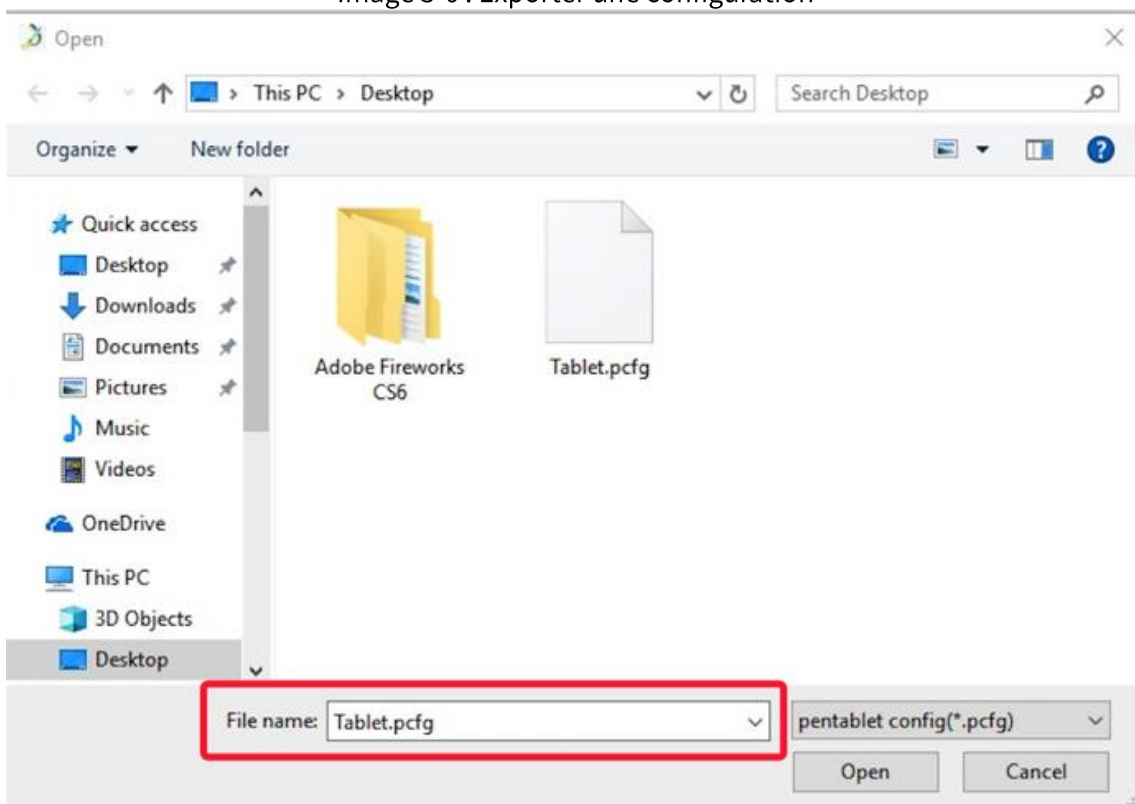 Open
This PC > Desktop
Search Desktop
Organize
New folder
Quick access
Desktop
Downloads
Documents
Pictures
Music
Videos
OneDrive
This PC
3D Objects
Desktop
Adobe Fireworks
CS6
Tablet.pcfg
File name: Tablet.pcfg
pentablet config(*.pcfg)
Open
Cancel